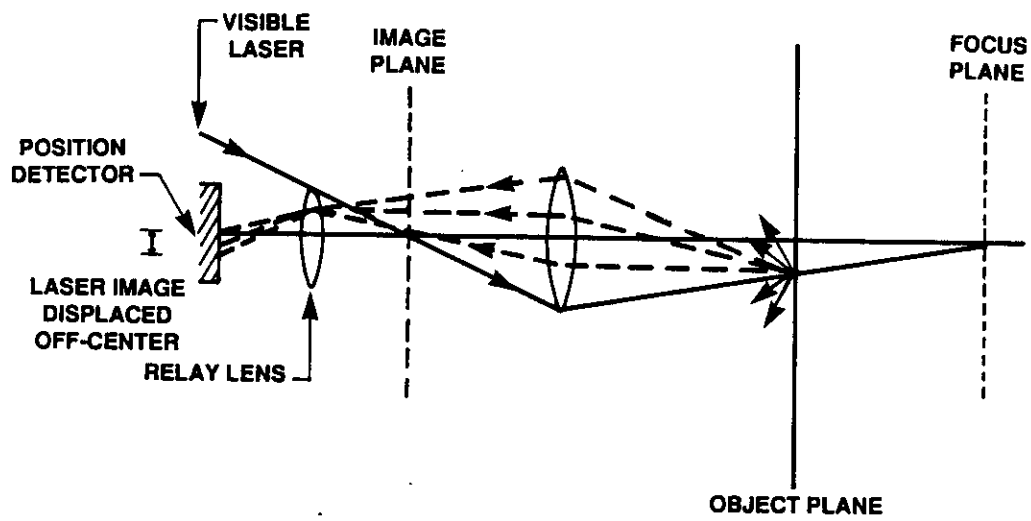 VISIBLE
LASER
IMAGE
PLANE
FOCUS
PLANE
POSITION
DETECTOR
LASER IMAGE
DISPLACED
OFF-CENTER
RELAY LENS
OBJECT PLANE